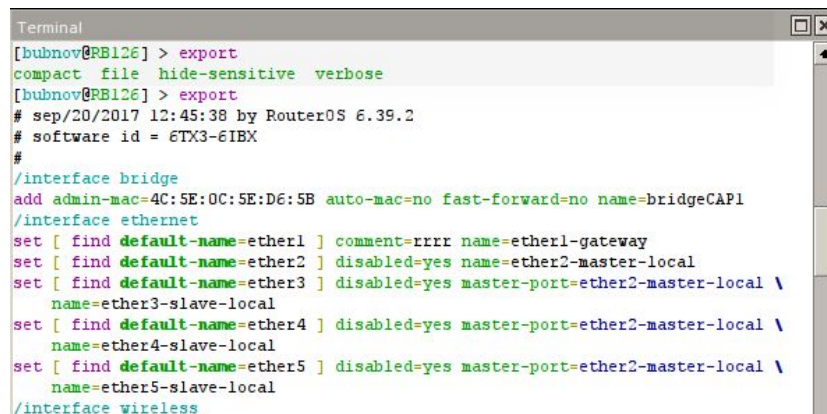 Terminal
[bubnov@RB126] > export
compact  file  hide-sensitive  verbose
[bubnov@RB126] > export
# sep/20/2017 12:45:38 by RouterOS 6.39.2
# software id = 6TX3-6IBX
#
/interface bridge
add admin-mac=4C:5E:0C:5E:D6:5B auto-mac=no fast-forward=no name=bridgeCAP1
/interface ethernet
set [ find default-name=ether1 ] comment=rrrr name=ether1-gateway
set [ find default-name=ether2 ] disabled=yes name=ether2-master-local
set [ find default-name=ether3 ] disabled=yes master-port=ether2-master-local \
    name=ether3-slave-local
set [ find default-name=ether4 ] disabled=yes master-port=ether2-master-local \
    name=ether4-slave-local
set [ find default-name=ether5 ] disabled=yes master-port=ether2-master-local \
    name=ether5-slave-local
/interface wireless